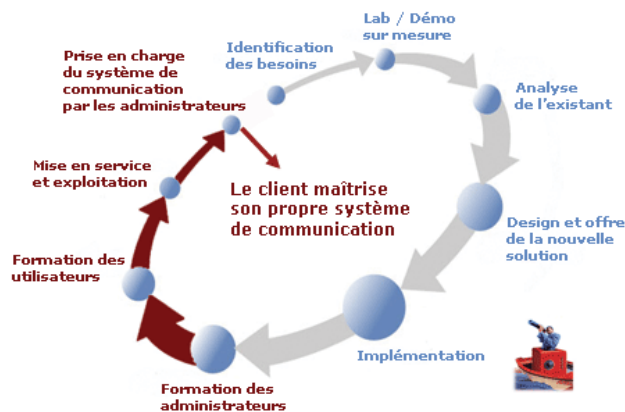 Lab / Démo
sur mesure
Identification
des besoins
Prise en charge
du système de
communication
par les administrateurs
Analyse
de l'existant
Mise en service
et exploitation
Le client maîtrise
son propre système
de communication
Design et offre
de la nouvelle
solution
Formation des
utilisateurs
Implémentation
Formation des
administrateurs